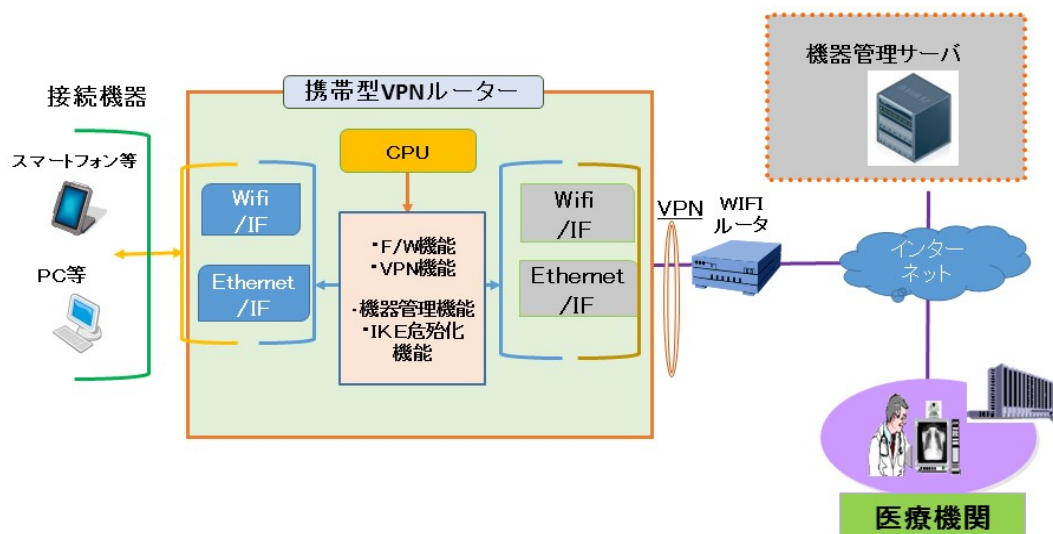 機器管理サーバ
携帯型VPNルーター
接続機器
スマートフォン等
PC等
CPU
Wifi
/IF
Ethernet
/IF
・F/W機能
・VPN機能
・機器管理機能
・IKE危殆化
機能
Wifi
/IF
Ethernet
/IF
VPN
WIFI
ルータ
インター
ネット
医療機関